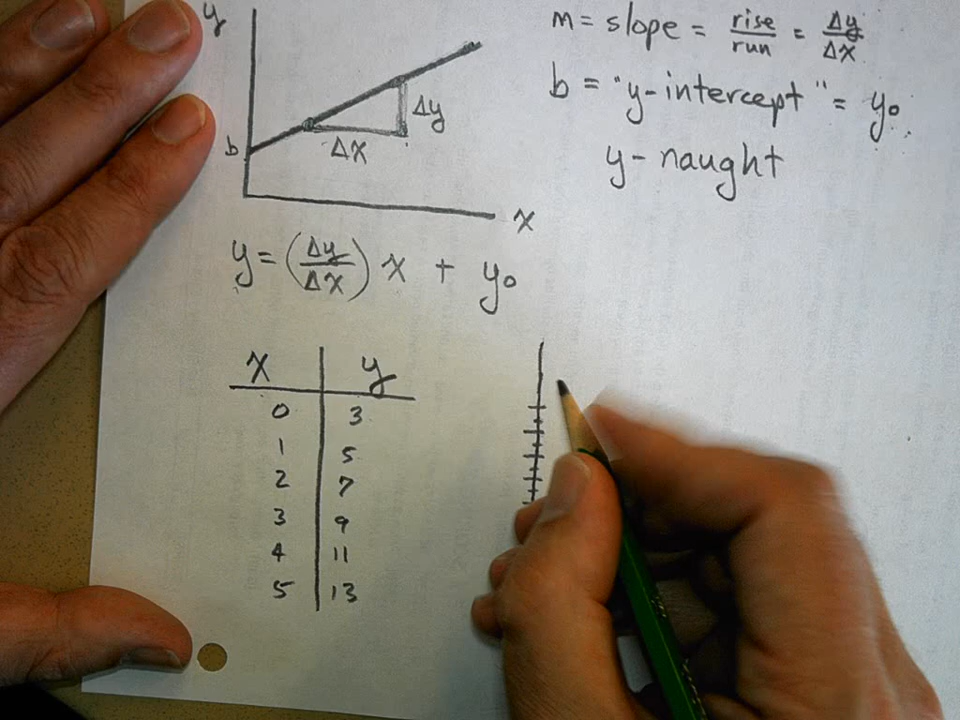 y
m = slope = rise/run = Δy/Δx
b = "y-intercept" = y₀
y-naught
Δy
b
Δx
x
y = (Δy/Δx) x + y₀
x y
0 3
1 5
2 7
3 9
4 11
5 13